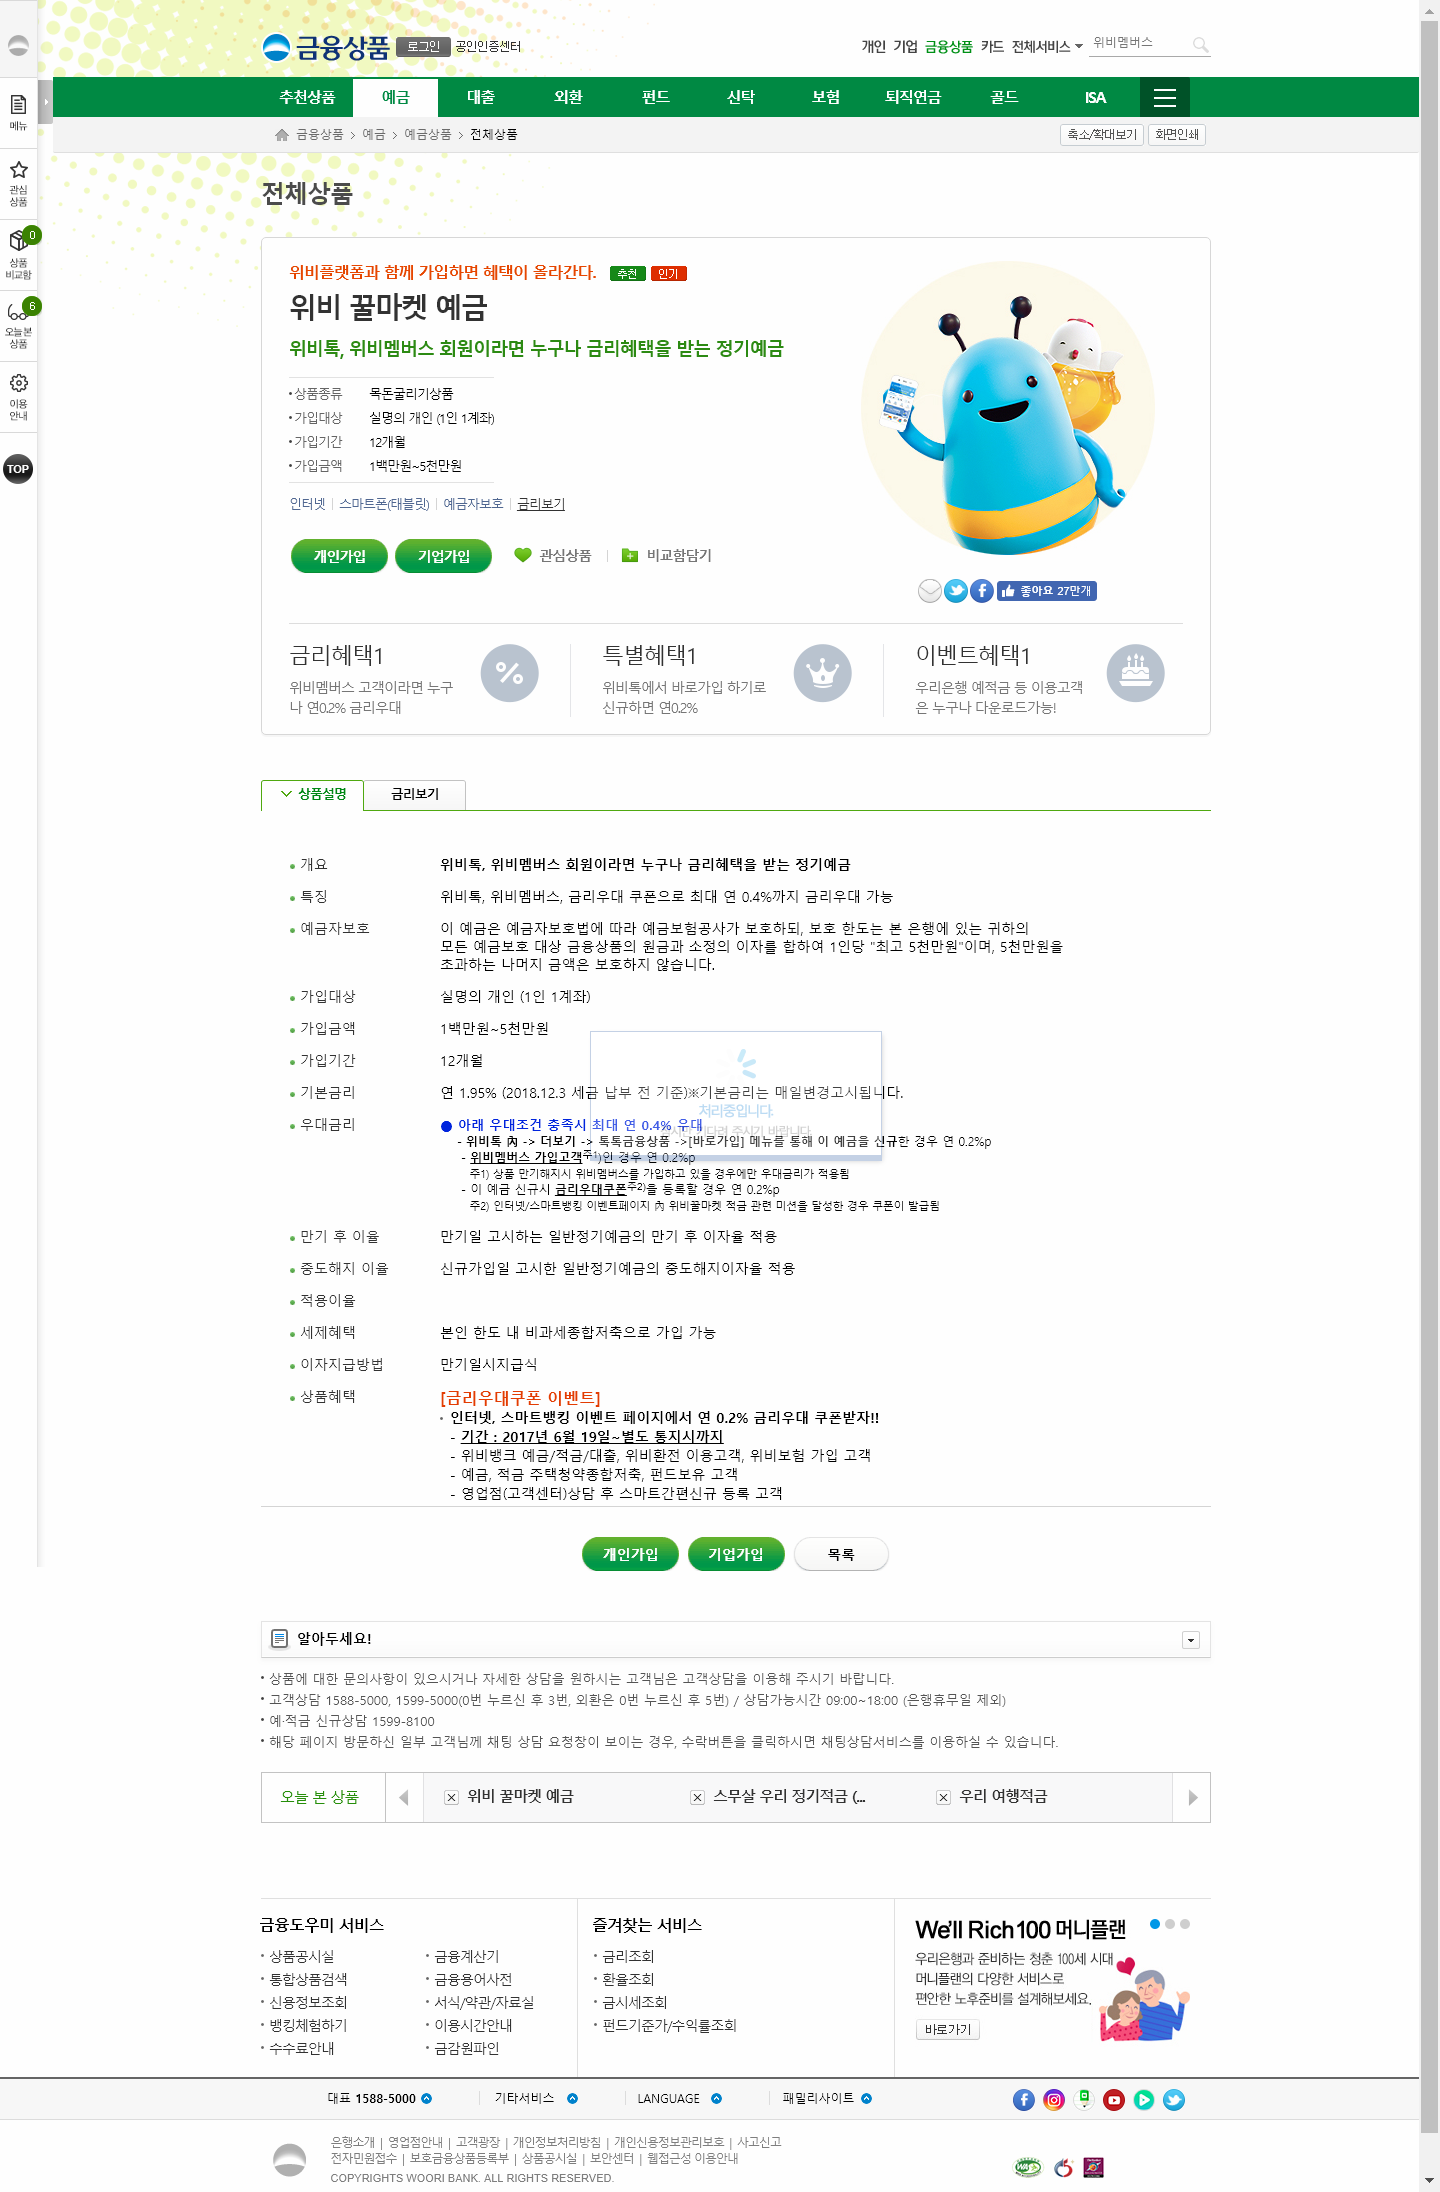 금융상품 로그인 공인인증센터
개인 기업 금융상품 카드 전체서비스 위비멤버스
추천상품 예금 대출 외환 펀드 신탁 보험 퇴직연금 골드 ISA
금융상품 > 예금 > 예금상품 > 전체상품
축소/확대보기 화면인쇄
메뉴
관심
상품
0
상품
비교함
6
오늘본
상품
이용
안내
TOP
전체상품
위비플랫폼과 함께 가입하면 혜택이 올라간다. 추천 인기
위비 꿀마켓 예금
위비톡, 위비멤버스 회원이라면 누구나 금리혜택을 받는 정기예금
• 상품종류 목돈굴리기상품
• 가입대상 실명의 개인 (1인 1계좌)
• 가입기간 12개월
• 가입금액 1백만원~5천만원
인터넷 | 스마트폰(태블릿) | 예금자보호 | 금리보기
개인가입 기업가입 관심상품 | 비교함담기
좋아요 27만개
금리혜택1
위비멤버스 고객이라면 누구
나 연0.2% 금리우대
특별혜택1
위비톡에서 바로가입 하기로
신규하면 연0.2%
이벤트혜택1
우리은행 예적금 등 이용고객
은 누구나 다운로드가능!
상품설명 금리보기
개요 위비톡, 위비멤버스 회원이라면 누구나 금리혜택을 받는 정기예금
특징 위비톡, 위비멤버스, 금리우대 쿠폰으로 최대 연 0.4%까지 금리우대 가능
예금자보호 이 예금은 예금자보호법에 따라 예금보험공사가 보호하되, 보호 한도는 본 은행에 있는 귀하의
모든 예금보호 대상 금융상품의 원금과 소정의 이자를 합하여 1인당 "최고 5천만원"이며, 5천만원을
초과하는 나머지 금액은 보호하지 않습니다.
가입대상 실명의 개인 (1인 1계좌)
가입금액 1백만원~5천만원
가입기간 12개월
기본금리 연 1.95% (2018.12.3 세금 납부 전 기준)※기본금리는 매일변경고시됩니다.
처리중입니다.
잠시만 기다려 주시기 바랍니다.
우대금리 ● 아래 우대조건 충족시 최대 연 0.4% 우대
- 위비톡 內 -> 더보기 -> 톡톡금융상품 ->[바로가입] 메뉴를 통해 이 예금을 신규한 경우 연 0.2%p
- 위비멤버스 가입고객주1)인 경우 연 0.2%p
주1) 상품 만기해지시 위비멤버스를 가입하고 있을 경우에만 우대금리가 적용됨
- 이 예금 신규시 금리우대쿠폰주2)을 등록할 경우 연 0.2%p
주2) 인터넷/스마트뱅킹 이벤트페이지 內 위비꿀마켓 적금 관련 미션을 달성한 경우 쿠폰이 발급됨
만기 후 이율 만기일 고시하는 일반정기예금의 만기 후 이자율 적용
중도해지 이율 신규가입일 고시한 일반정기예금의 중도해지이자율 적용
적용이율
세제혜택 본인 한도 내 비과세종합저축으로 가입 가능
이자지급방법 만기일시지급식
상품혜택 [금리우대쿠폰 이벤트]
• 인터넷, 스마트뱅킹 이벤트 페이지에서 연 0.2% 금리우대 쿠폰받자!!
- 기간 : 2017년 6월 19일~별도 통지시까지
- 위비뱅크 예금/적금/대출, 위비환전 이용고객, 위비보험 가입 고객
- 예금, 적금 주택청약종합저축, 펀드보유 고객
- 영업점(고객센터)상담 후 스마트간편신규 등록 고객
개인가입 기업가입 목록
알아두세요!
• 상품에 대한 문의사항이 있으시거나 자세한 상담을 원하시는 고객님은 고객상담을 이용해 주시기 바랍니다.
• 고객상담 1588-5000, 1599-5000(0번 누르신 후 3번, 외환은 0번 누르신 후 5번) / 상담가능시간 09:00~18:00 (은행휴무일 제외)
• 예·적금 신규상담 1599-8100
• 해당 페이지 방문하신 일부 고객님께 채팅 상담 요청창이 보이는 경우, 수락버튼을 클릭하시면 채팅상담서비스를 이용하실 수 있습니다.
오늘 본 상품 위비 꿀마켓 예금 스무살 우리 정기적금 (... 우리 여행적금
금융도우미 서비스
• 상품공시실 • 금융계산기
• 통합상품검색 • 금융용어사전
• 신용정보조회 • 서식/약관/자료실
• 뱅킹체험하기 • 이용시간안내
• 수수료안내 • 금감원파인
즐겨찾는 서비스
• 금리조회
• 환율조회
• 금시세조회
• 펀드기준가/수익률조회
We'll Rich100 머니플랜
우리은행과 준비하는 청춘 100세 시대
머니플랜의 다양한 서비스로
편안한 노후준비를 설계해보세요.
바로가기
대표 1588-5000 기타서비스 LANGUAGE 패밀리사이트
은행소개 | 영업점안내 | 고객광장 | 개인정보처리방침 | 개인신용정보관리보호 | 사고신고
전자민원접수 | 보호금융상품등록부 | 상품공시실 | 보안센터 | 웹접근성 이용안내
COPYRIGHTS WOORI BANK. ALL RIGHTS RESERVED.
WA